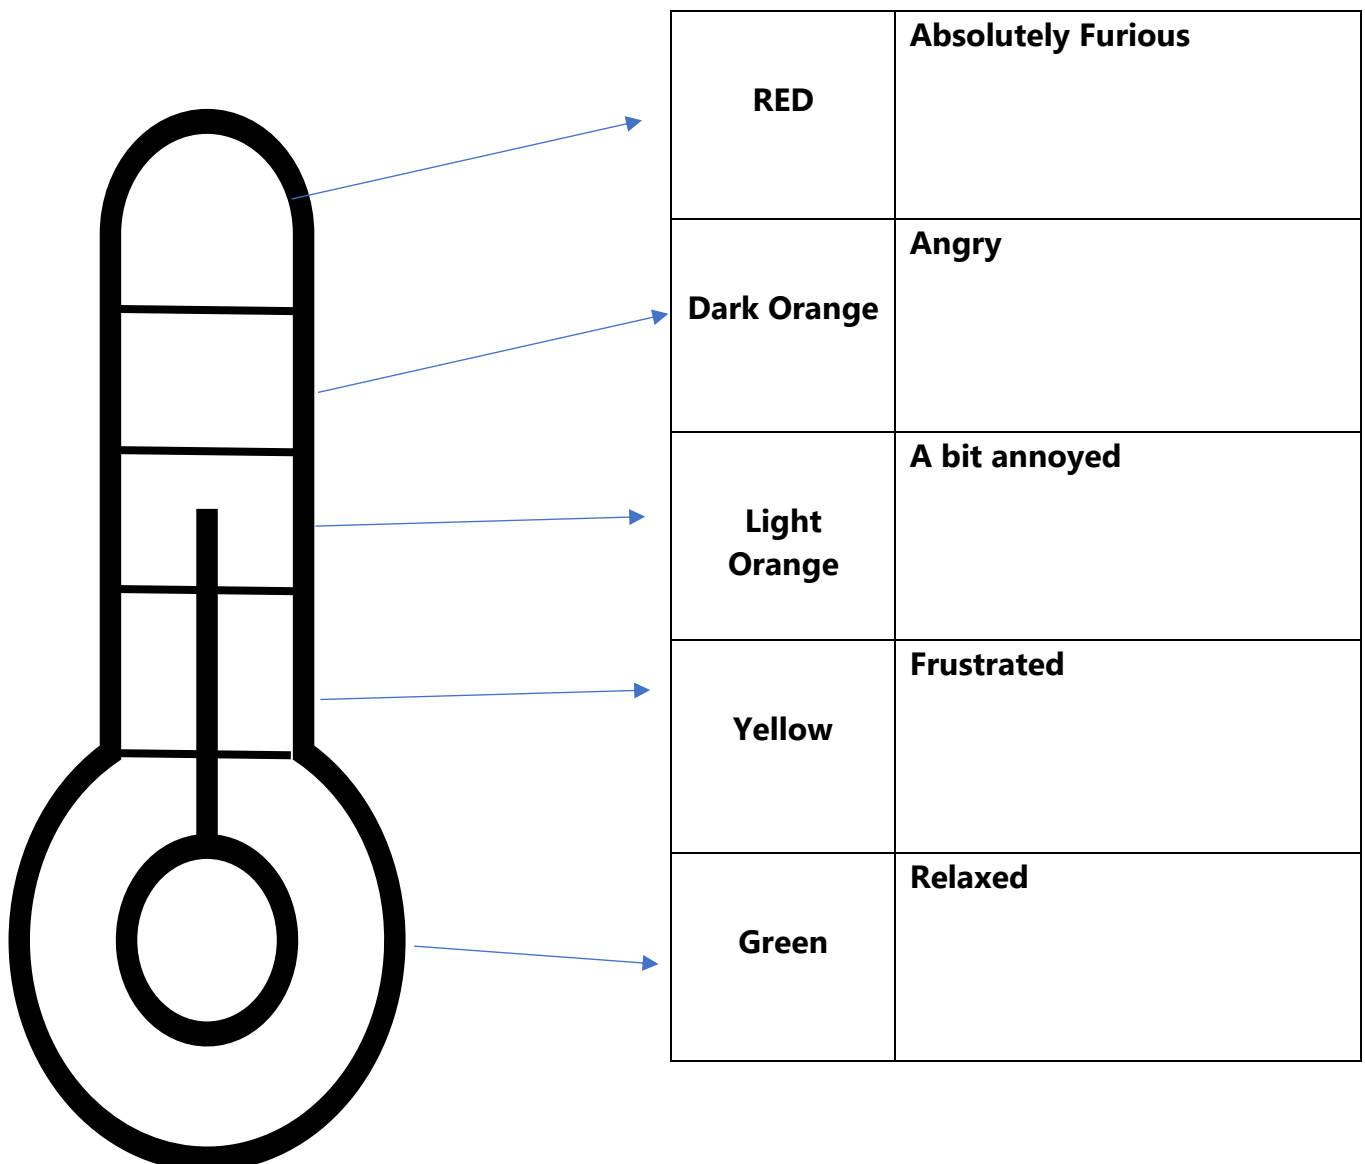 Absolutely Furious
RED
Angry
Dark Orange
A bit annoyed
Light
Orange
Frustrated
Yellow
Relaxed
Green